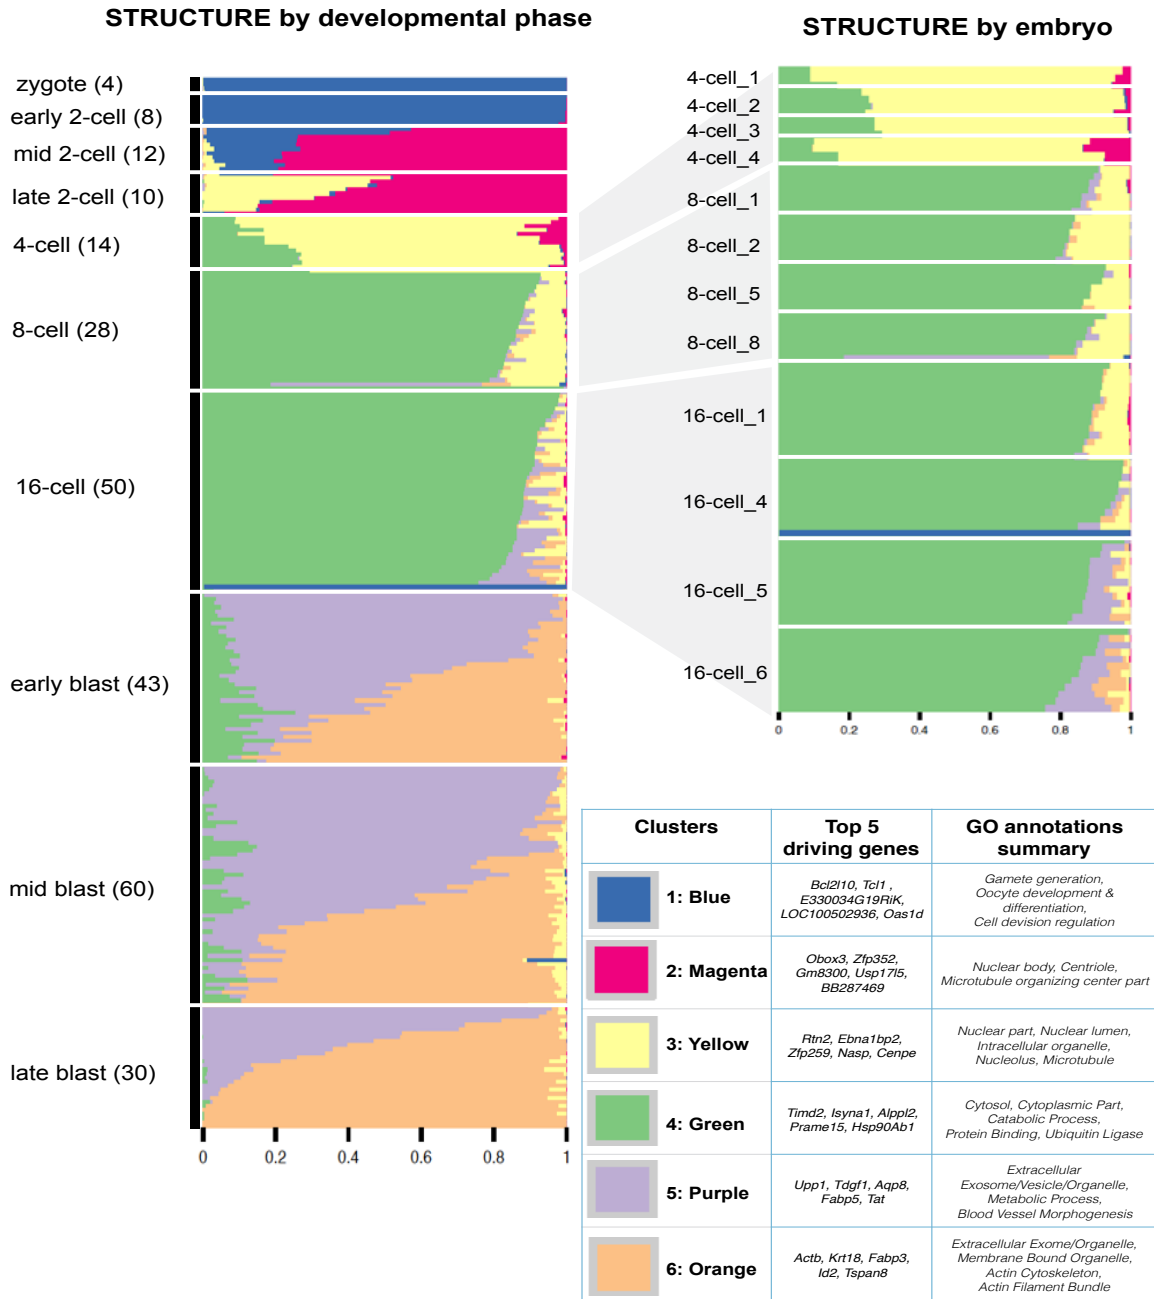 STRUCTURE by developmental phase
zygote (4)
early 2-cell (8)
mid 2-cell (12)
late 2-cell (10)
4-cell (14)
8-cell (28)
16-cell (50)
early blast (43)
mid blast (60)
late blast (30)
0 0.2 0.4 0.6 0.8 1
STRUCTURE by embryo
4-cell_1
4-cell_2
4-cell_3
4-cell_4
8-cell_1
8-cell_2
8-cell_5
8-cell_8
16-cell_1
16-cell_4
16-cell_5
16-cell_6
0 0.2 0.4 0.6 0.8 1
Clusters
Top 5
driving genes
GO annotations
summary
1: Blue
Bcl2l10, Tcl1 ,
E330034G19RiK,
LOC100502936, Oas1d
Gamete generation,
Oocyte development &
differentiation,
Cell devision regulation
2: Magenta
Obox3, Zfp352,
Gm8300, Usp17l5,
BB287469
Nuclear body, Centriole,
Microtubule organizing center part
3: Yellow
Rtn2, Ebna1bp2,
Zfp259, Nasp, Cenpe
Nuclear part, Nuclear lumen,
Intracellular organelle,
Nucleolus, Microtubule
4: Green
Timd2, Isyna1, Alppl2,
Prame15, Hsp90Ab1
Cytosol, Cytoplasmic Part,
Catabolic Process,
Protein Binding, Ubiquitin Ligase
5: Purple
Upp1, Tdgf1, Aqp8,
Fabp5, Tat
Extracellular
Exosome/Vesicle/Organelle,
Metabolic Process,
Blood Vessel Morphogenesis
6: Orange
Actb, Krt18, Fabp3,
Id2, Tspan8
Extracellular Exome/Organelle,
Membrane Bound Organelle,
Actin Cytoskeleton,
Actin Filament Bundle